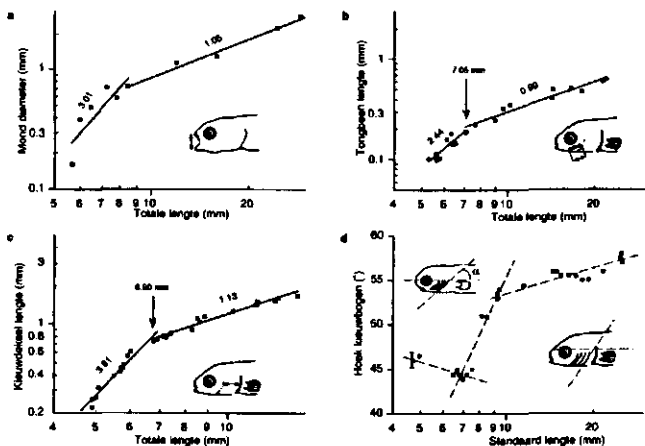 a
Mond diameter (mm)
1
0.3
0.1
3.01
1.05
5 6 7 8 9 10 20
Totale lengte (mm)
b
Tongbeen lengte (mm)
1
0.3
0.1
7.05 mm
2.44
0.99
4 5 6 7 8 9 10 20
Totale lengte (mm)
c
Kieuwdeksel lengte (mm)
3
1
0.8
0.6
0.4
0.2
6.90 mm
3.91
1.13
4 5 6 7 8 9 10
Totale lengte (mm)
d
Hoek kieuwbogen (°)
60
55
50
45
40
α
4 5 6 7 8 9 10 20
Standaard lengte (mm)